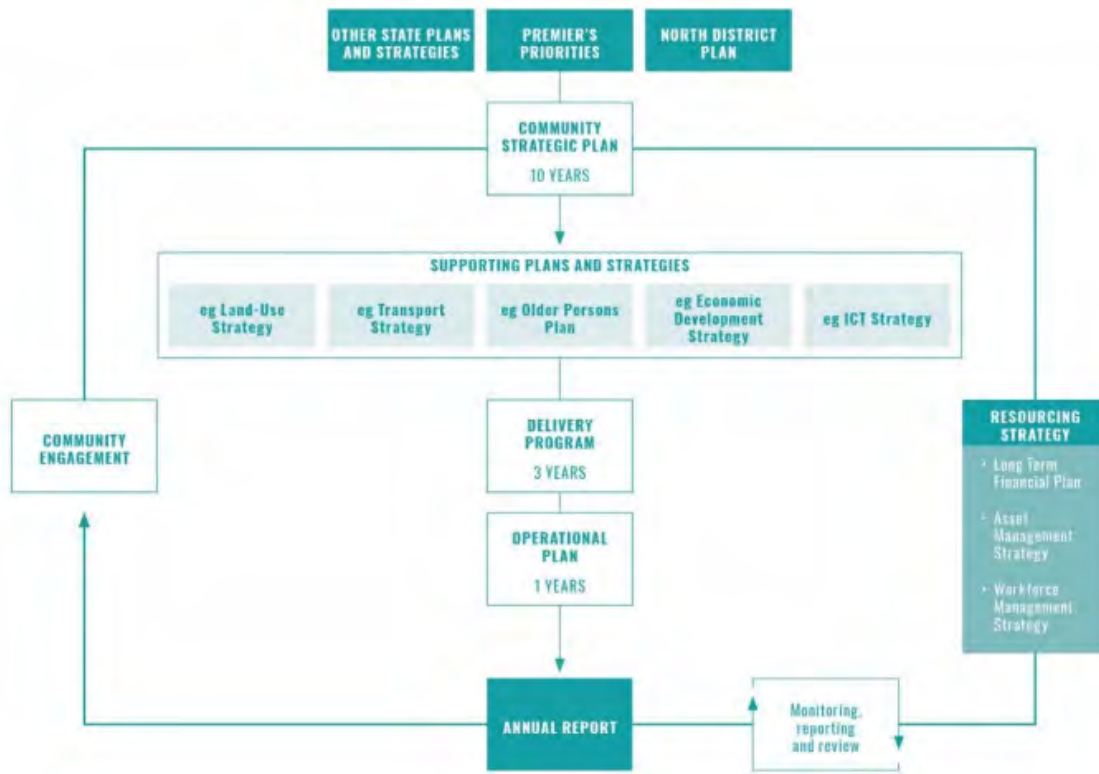 OTHER STATE PLANS
AND STRATEGIES
PREMIER'S
PRIORITIES
NORTH DISTRICT
PLAN
COMMUNITY
STRATEGIC PLAN
10 YEARS
SUPPORTING PLANS AND STRATEGIES
eg Land-Use
Strategy
eg Transport
Strategy
eg Older Persons
Plan
eg Economic
Development
Strategy
eg ICT Strategy
COMMUNITY
ENGAGEMENT
DELIVERY
PROGRAM
3 YEARS
RESOURCING
STRATEGY
• Long Term
Financial Plan
• Asset
Management
Strategy
• Workforce
Management
Strategy
OPERATIONAL
PLAN
1 YEARS
ANNUAL REPORT
Monitoring,
reporting
and review